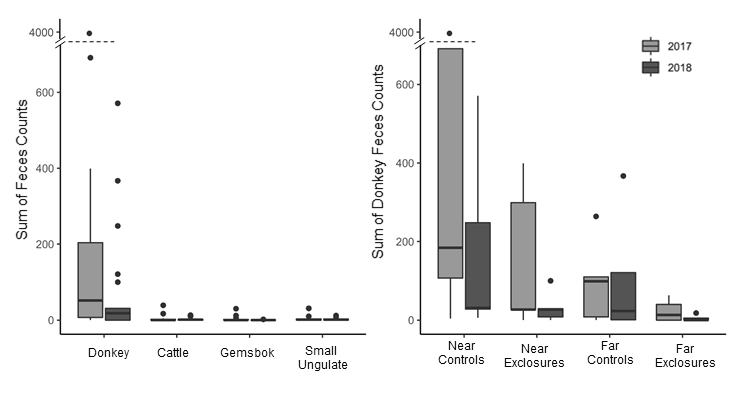 Sum of Feces Counts
4000
600
400
200
0
Donkey
Cattle
Gemsbok
Small
Ungulate
Sum of Donkey Feces Counts
4000
600
400
200
0
2017
2018
Near
Controls
Near
Exclosures
Far
Controls
Far
Exclosures